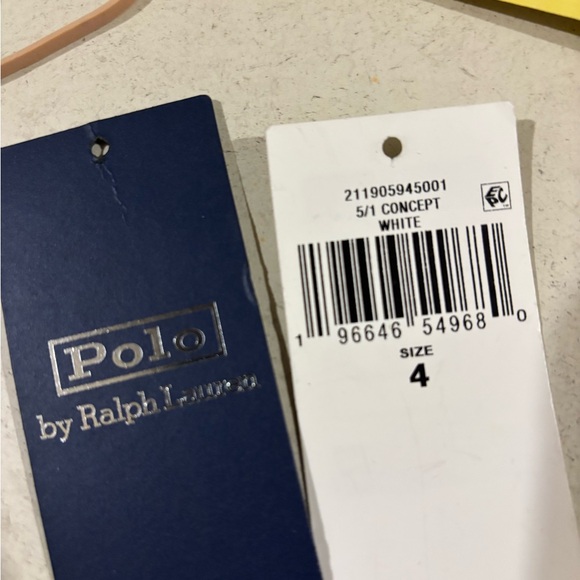 Polo
by Ralph Lauren
211905945001
5/1 CONCEPT
WHITE
1 96646 54968 0
SIZE
4